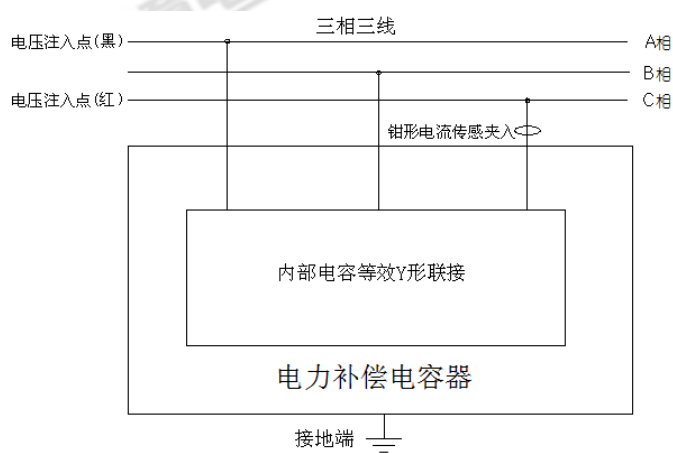 三相三线
电压注入点(黑)
A相
B相
电压注入点(红)
C相
钳形电流传感夹入
内部电容等效Y形联接
电力补偿电容器
接地端